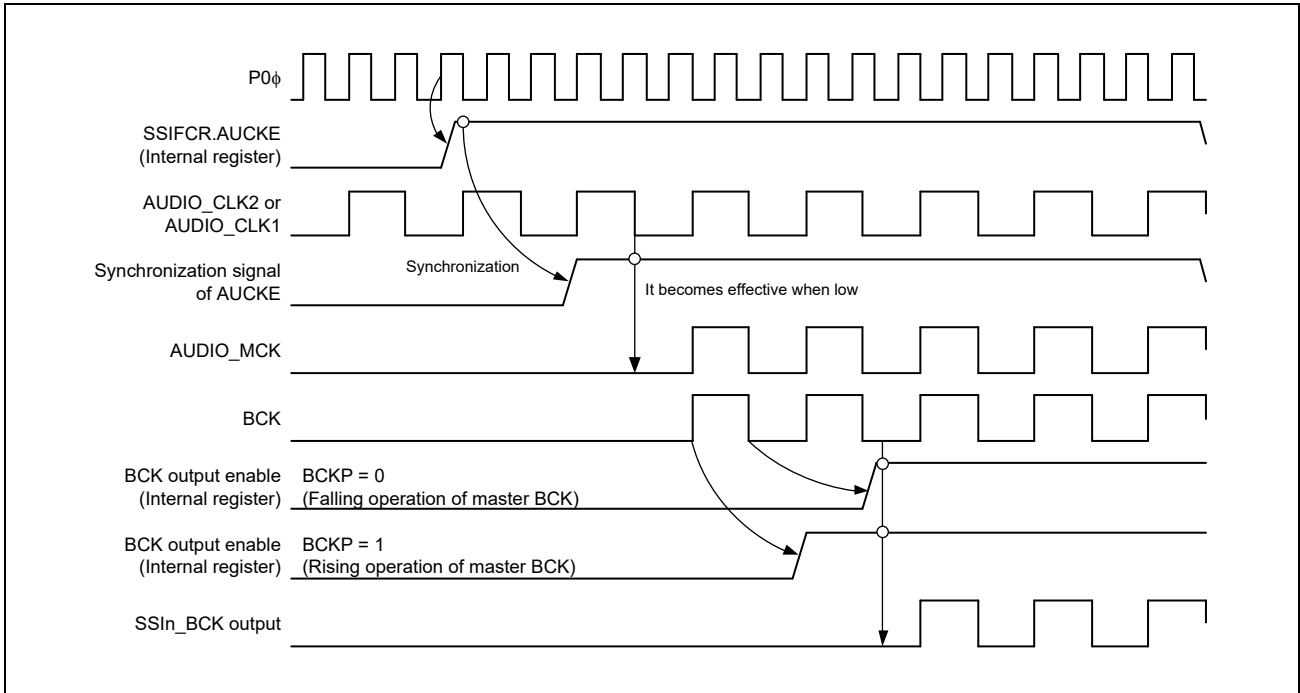 P0ϕ
SSIFCR.AUCKE
(Internal register)
AUDIO_CLK2 or
AUDIO_CLK1
Synchronization signal
of AUCKE
Synchronization
It becomes effective when low
AUDIO_MCK
BCK
BCK output enable
(Internal register)
BCKP = 0
(Falling operation of master BCK)
BCK output enable
(Internal register)
BCKP = 1
(Rising operation of master BCK)
SSIn_BCK output